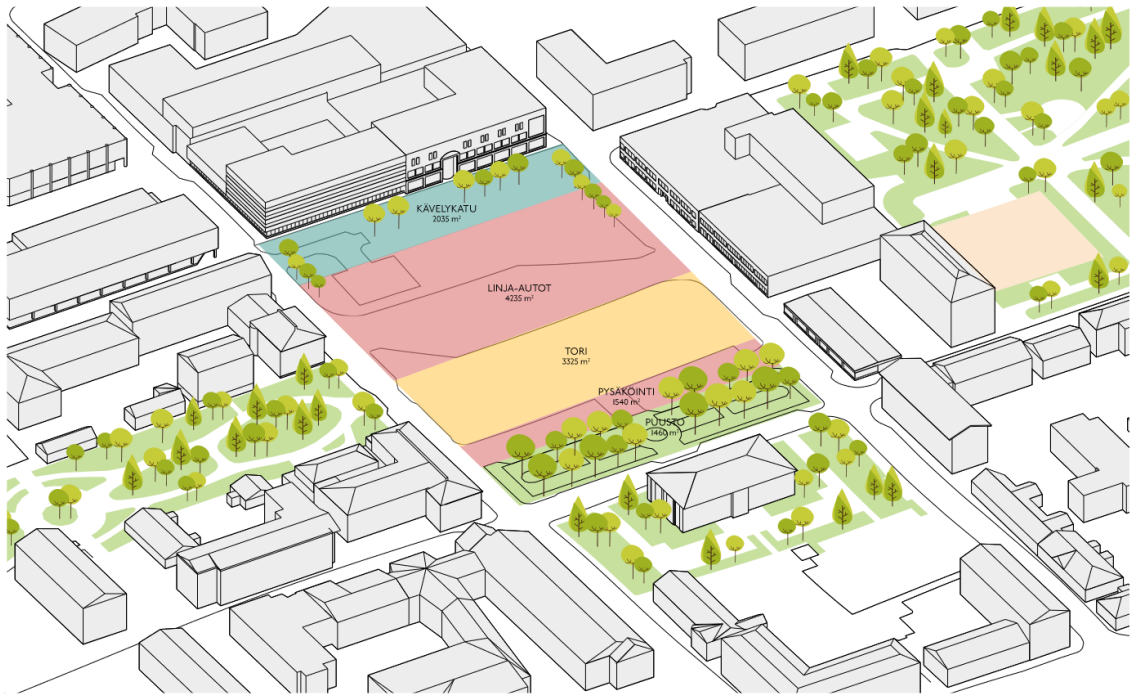 KÄVELYKATU
2035 m²
LINJA-AUTOT
4235 m²
TORI
3325 m²
PYSÄKÖINTI
1540 m²
PUUSTO
1460 m²